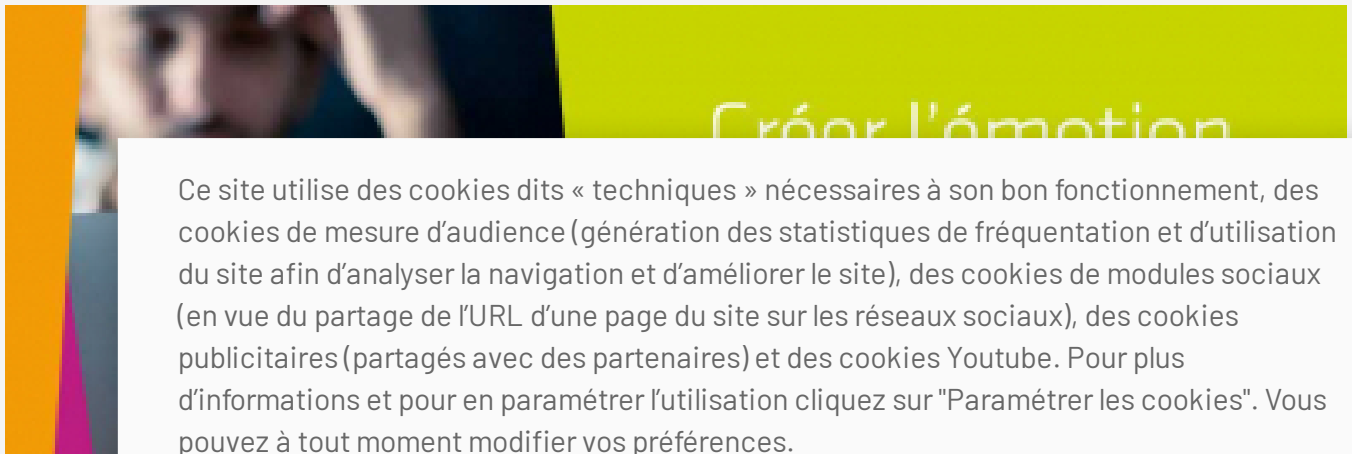 Créer l'émotion
Ce site utilise des cookies dits « techniques » nécessaires à son bon fonctionnement, des
cookies de mesure d’audience (génération des statistiques de fréquentation et d’utilisation
du site afin d’analyser la navigation et d’améliorer le site), des cookies de modules sociaux
(en vue du partage de l’URL d’une page du site sur les réseaux sociaux), des cookies
publicitaires (partagés avec des partenaires) et des cookies Youtube. Pour plus
d’informations et pour en paramétrer l’utilisation cliquez sur "Paramétrer les cookies". Vous
pouvez à tout moment modifier vos préférences.